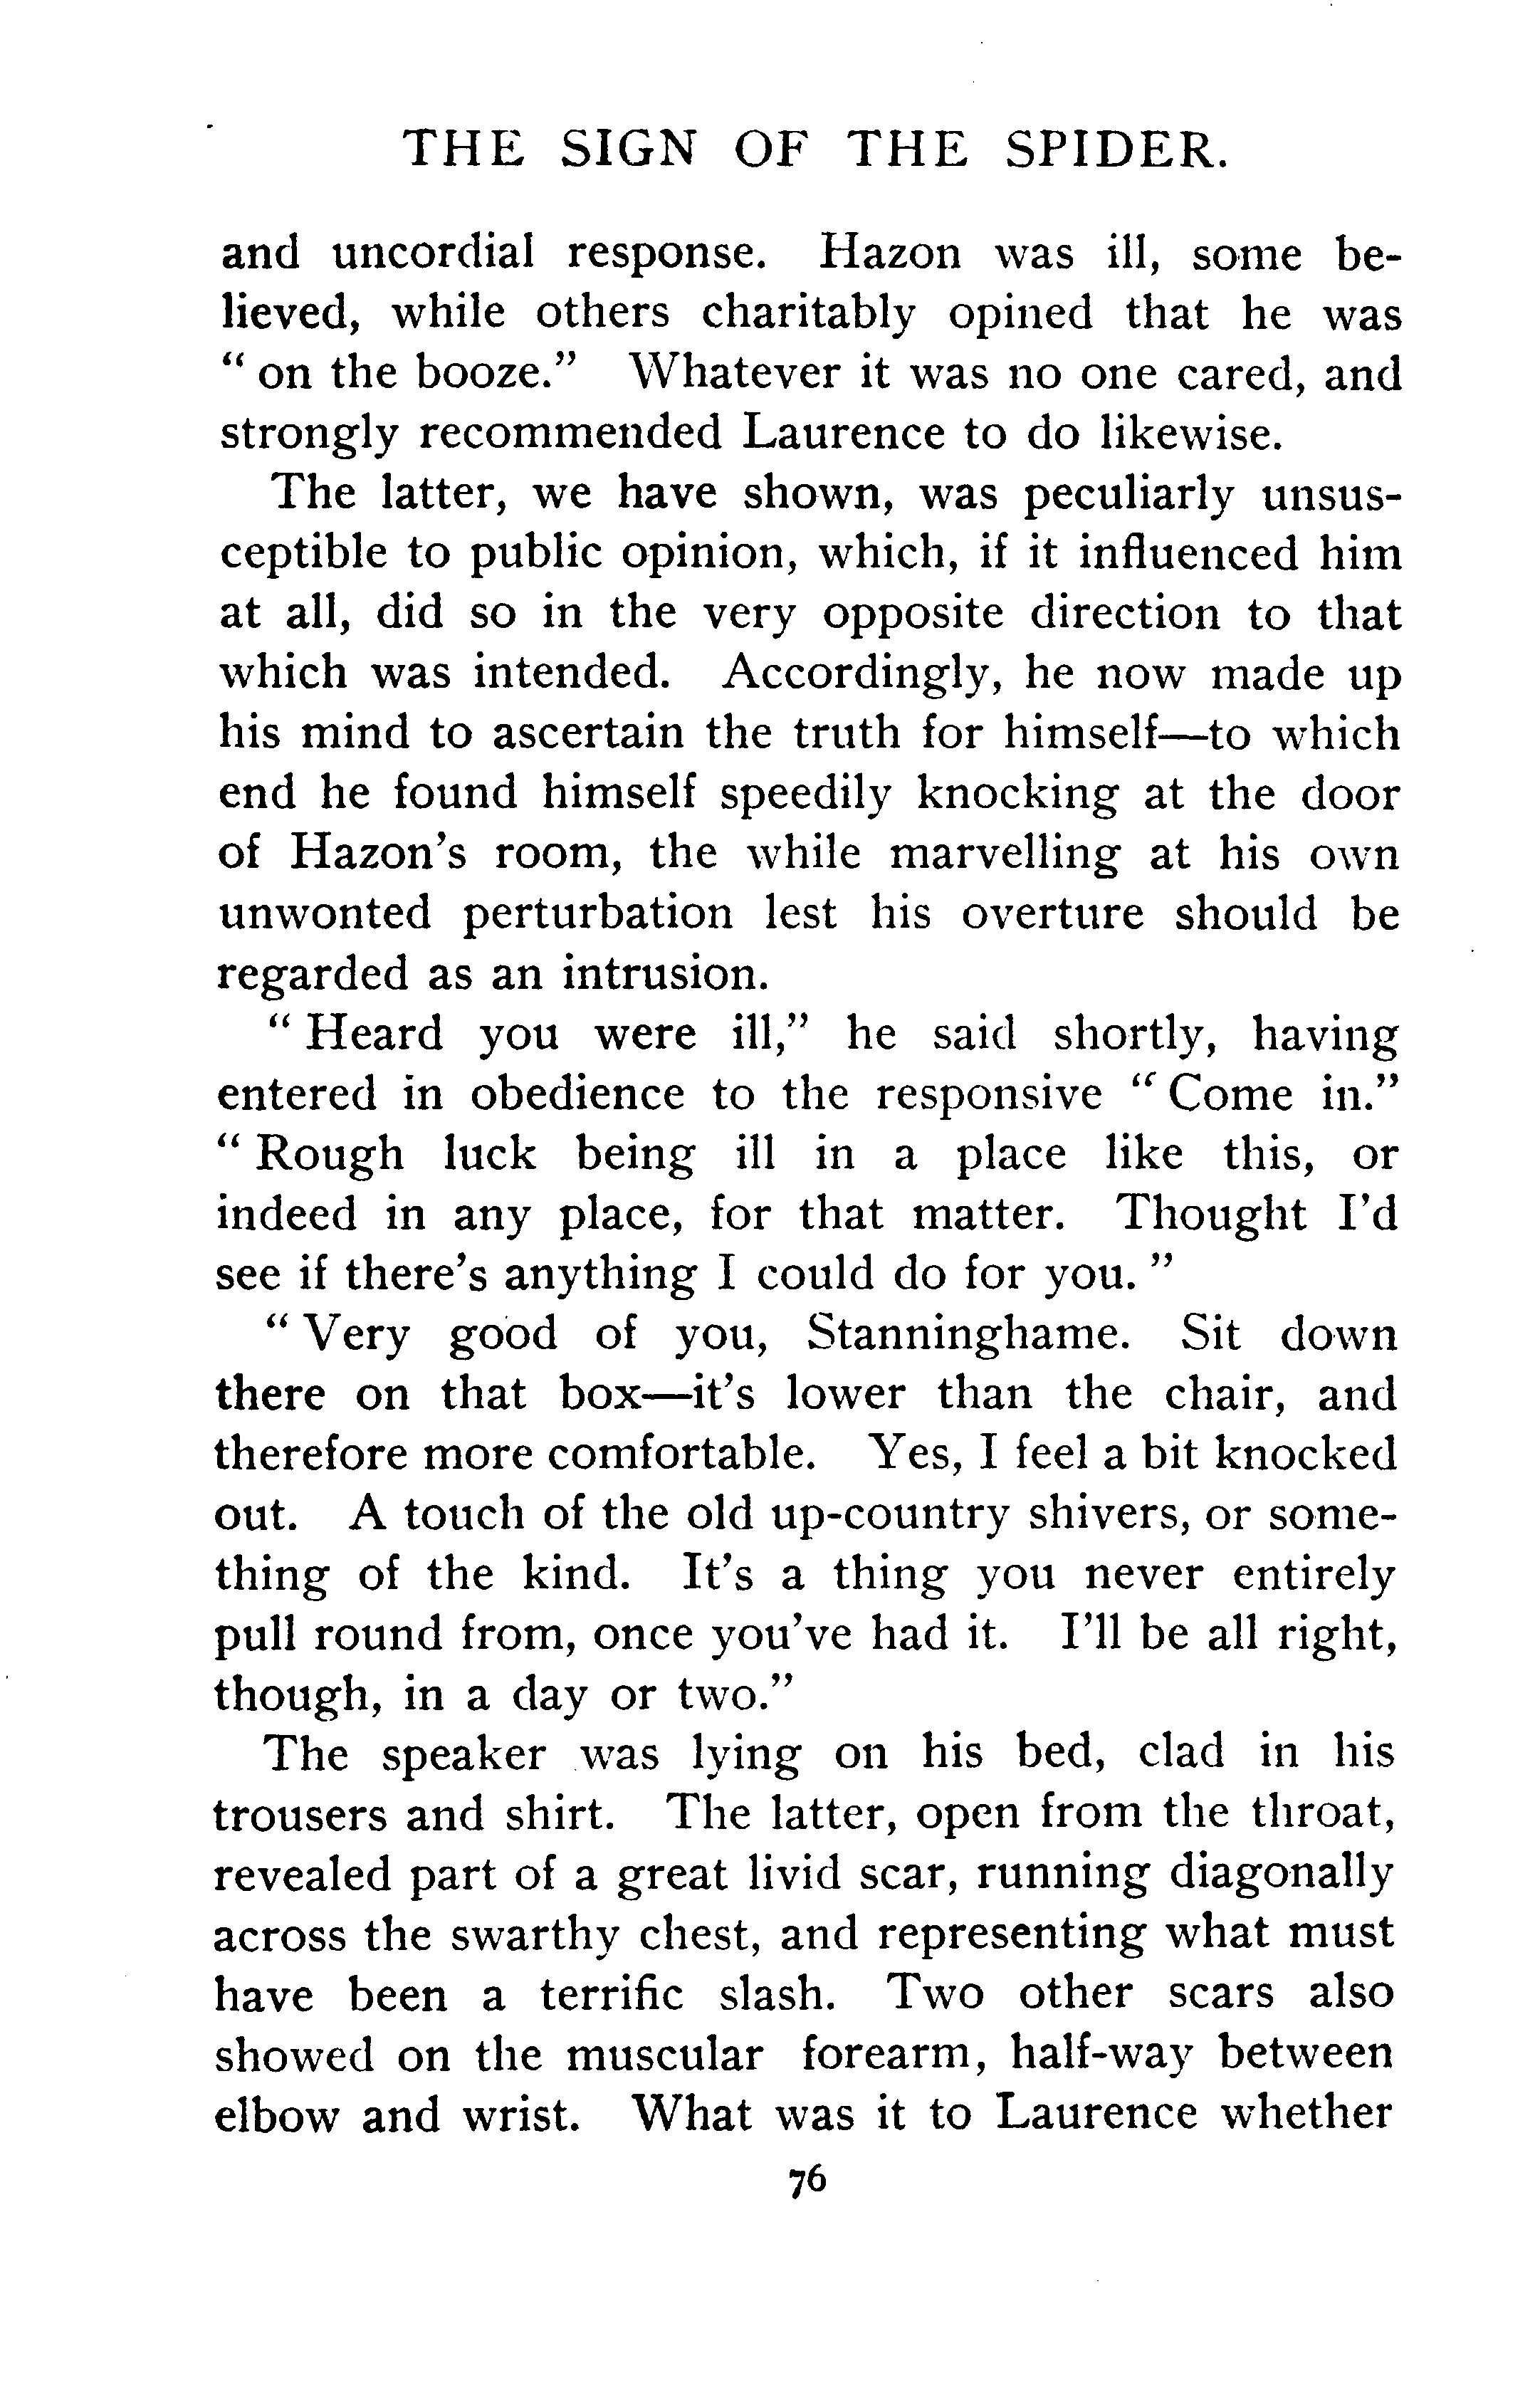 THE SIGN OF THE SPIDER.
and uncordial response. Hazon was ill, some be-
lieved, while others charitably opined that he was
“ on the booze.” Whatever it was no one cared, and
strongly recommended Laurence to do likewise.
The latter, we have shown, was peculiarly unsus-
ceptible to public opinion, which, if it influenced him
at all, did so in the very opposite direction to that
which was intended. Accordingly, he now made up
his mind to ascertain the truth for himself—to which
end he found himself speedily knocking at the door
of Hazon’s room, the while marvelling at his own
unwonted perturbation lest his overture should be
regarded as an intrusion.
“ Heard you were ill,” he said shortly, having
entered in obedience to the responsive “ Come in.”
“ Rough luck being ill in a place like this, or
indeed in any place, for that matter. Thought I’d
see if there’s anything I could do for you. ”
“ Very good of you, Stanninghame. Sit down
there on that box—it’s lower than the chair, and
therefore more comfortable. Yes, I feel a bit knocked
out. A touch of the old up-country shivers, or some-
thing of the kind. It’s a thing you never entirely
pull round from, once you’ve had it. I’ll be all right,
though, in a day or two.”
The speaker was lying on his bed, clad in his
trousers and shirt. The latter, open from the throat,
revealed part of a great livid scar, running diagonally
across the swarthy chest, and representing what must
have been a terrific slash. Two other scars also
showed on the muscular forearm, half-way between
elbow and wrist. What was it to Laurence whether
76